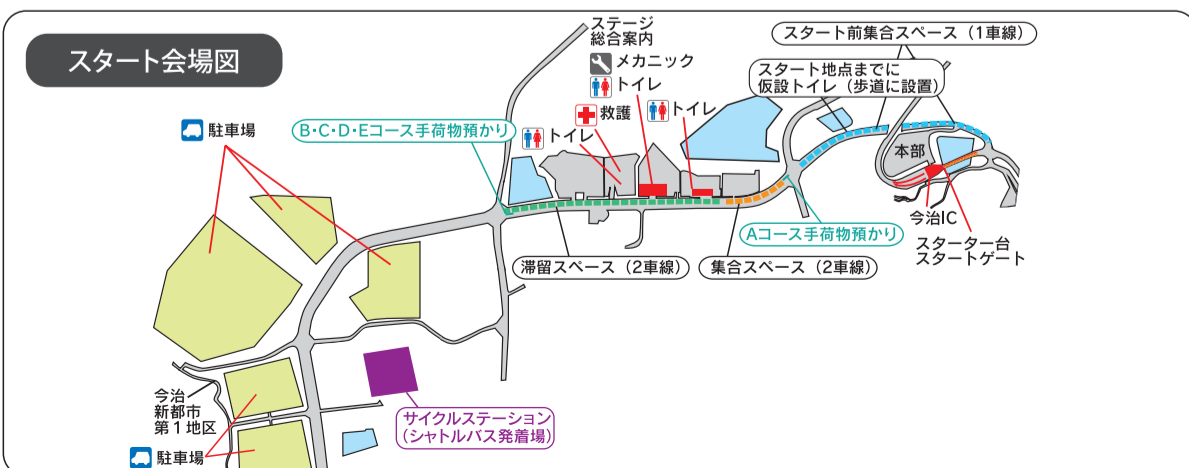 スタート会場図
ステージ
総合案内
メカニック
トイレ
救護
トイレ
トイレ
スタート前集合スペース（1車線）
スタート地点までに
仮設トイレ（歩道に設置）
駐車場
B・C・D・Eコース手荷物預かり
本部
今治IC
スターター台
スタートゲート
Aコース手荷物預かり
滞留スペース（2車線）
集合スペース（2車線）
今治
新都市
第1地区
サイクルステーション
（シャトルバス発着場）
駐車場